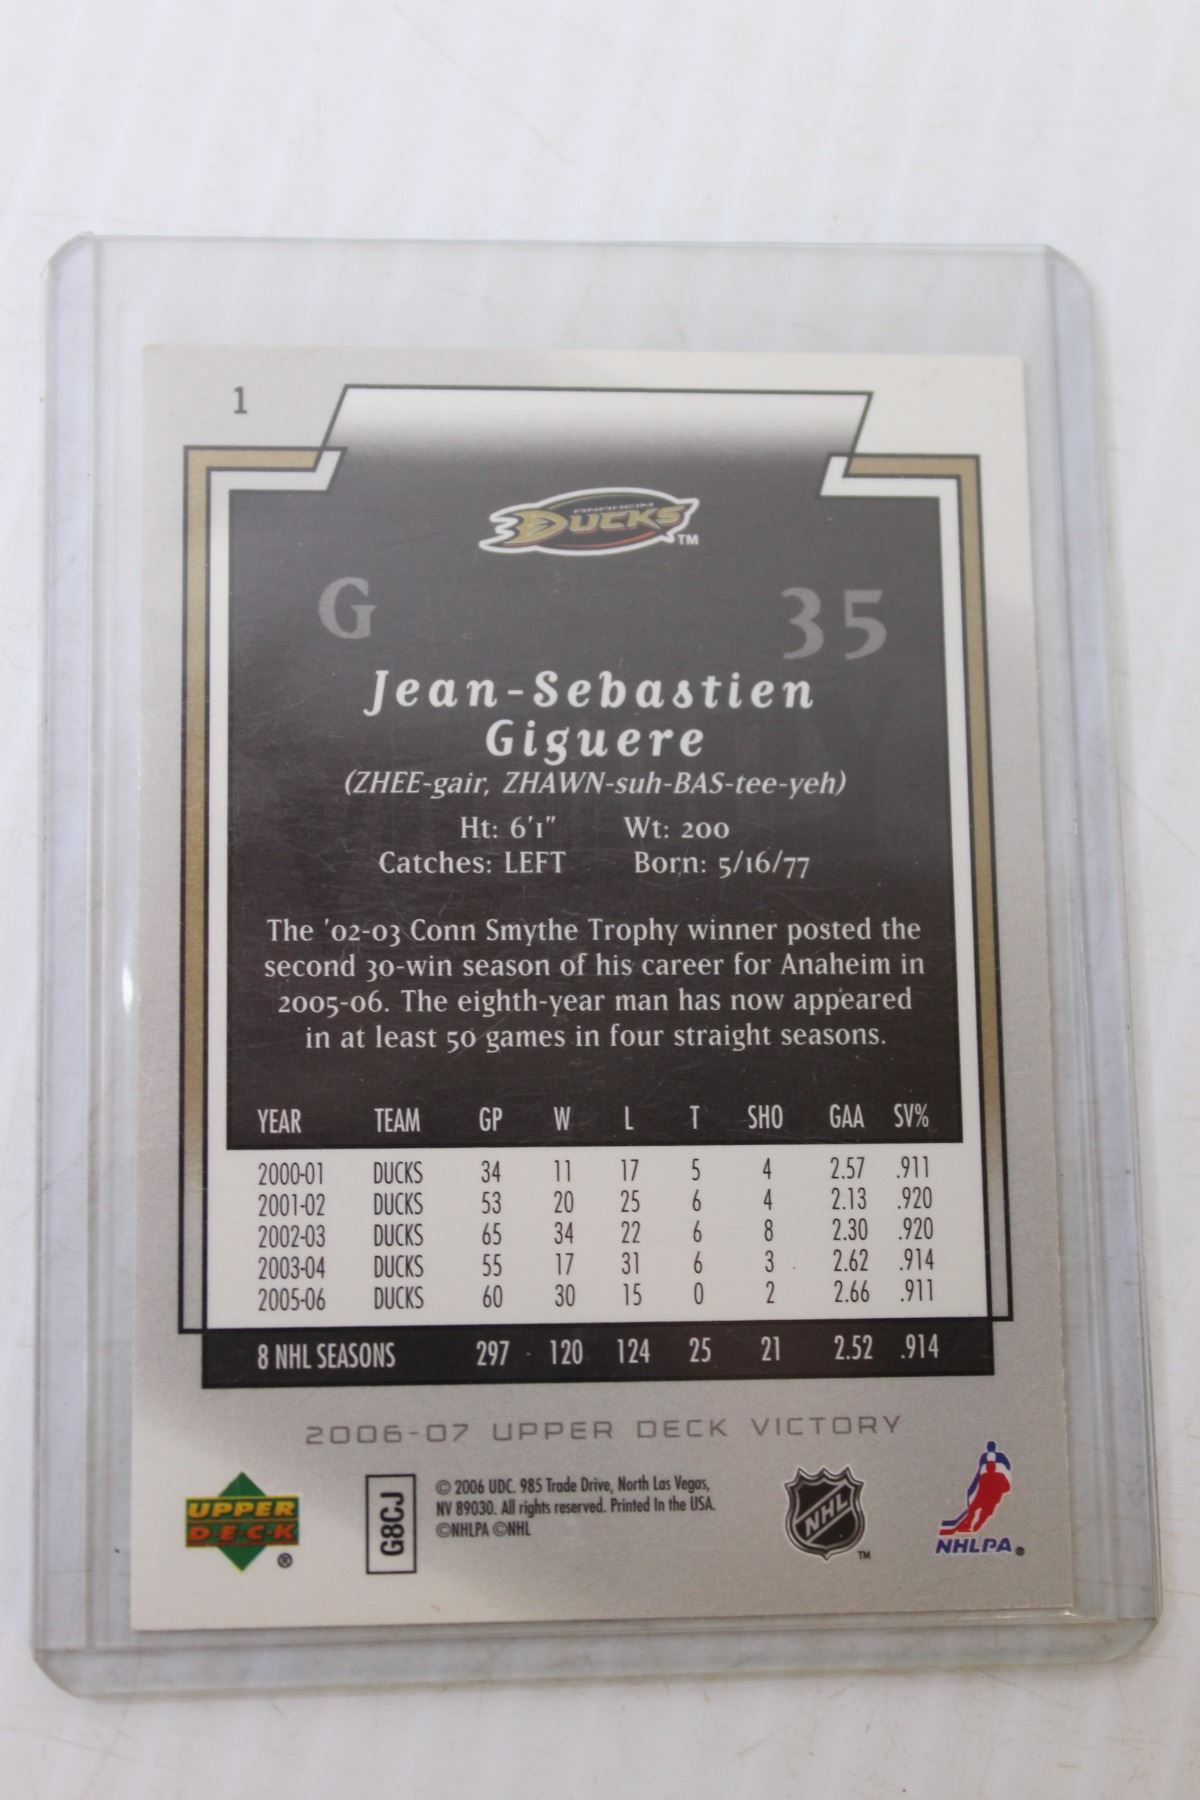 1
ANAHEIM
DUCKS TM
G 35
Jean-Sebastien
Giguere
(ZHEE-gair, ZHAWN-suh-BAS-tee-yeh)
Ht: 6'1" Wt: 200
Catches: LEFT Born: 5/16/77
The '02-03 Conn Smythe Trophy winner posted the
second 30-win season of his career for Anaheim in
2005-06. The eighth-year man has now appeared
in at least 50 games in four straight seasons.
YEAR TEAM GP W L T SHO GAA SV%
2000-01 DUCKS 34 11 17 5 4 2.57 .911
2001-02 DUCKS 53 20 25 6 4 2.13 .920
2002-03 DUCKS 65 34 22 6 8 2.30 .920
2003-04 DUCKS 55 17 31 6 3 2.62 .914
2005-06 DUCKS 60 30 15 0 2 2.66 .911
8 NHL SEASONS 297 120 124 25 21 2.52 .914
2006-07 UPPER DECK VICTORY
UPPER
D·E·C·K ®
G8CJ
© 2006 UDC. 985 Trade Drive, North Las Vegas,
NV 89030. All rights reserved. Printed In the USA.
©NHLPA ©NHL
NHL TM
NHLPA®